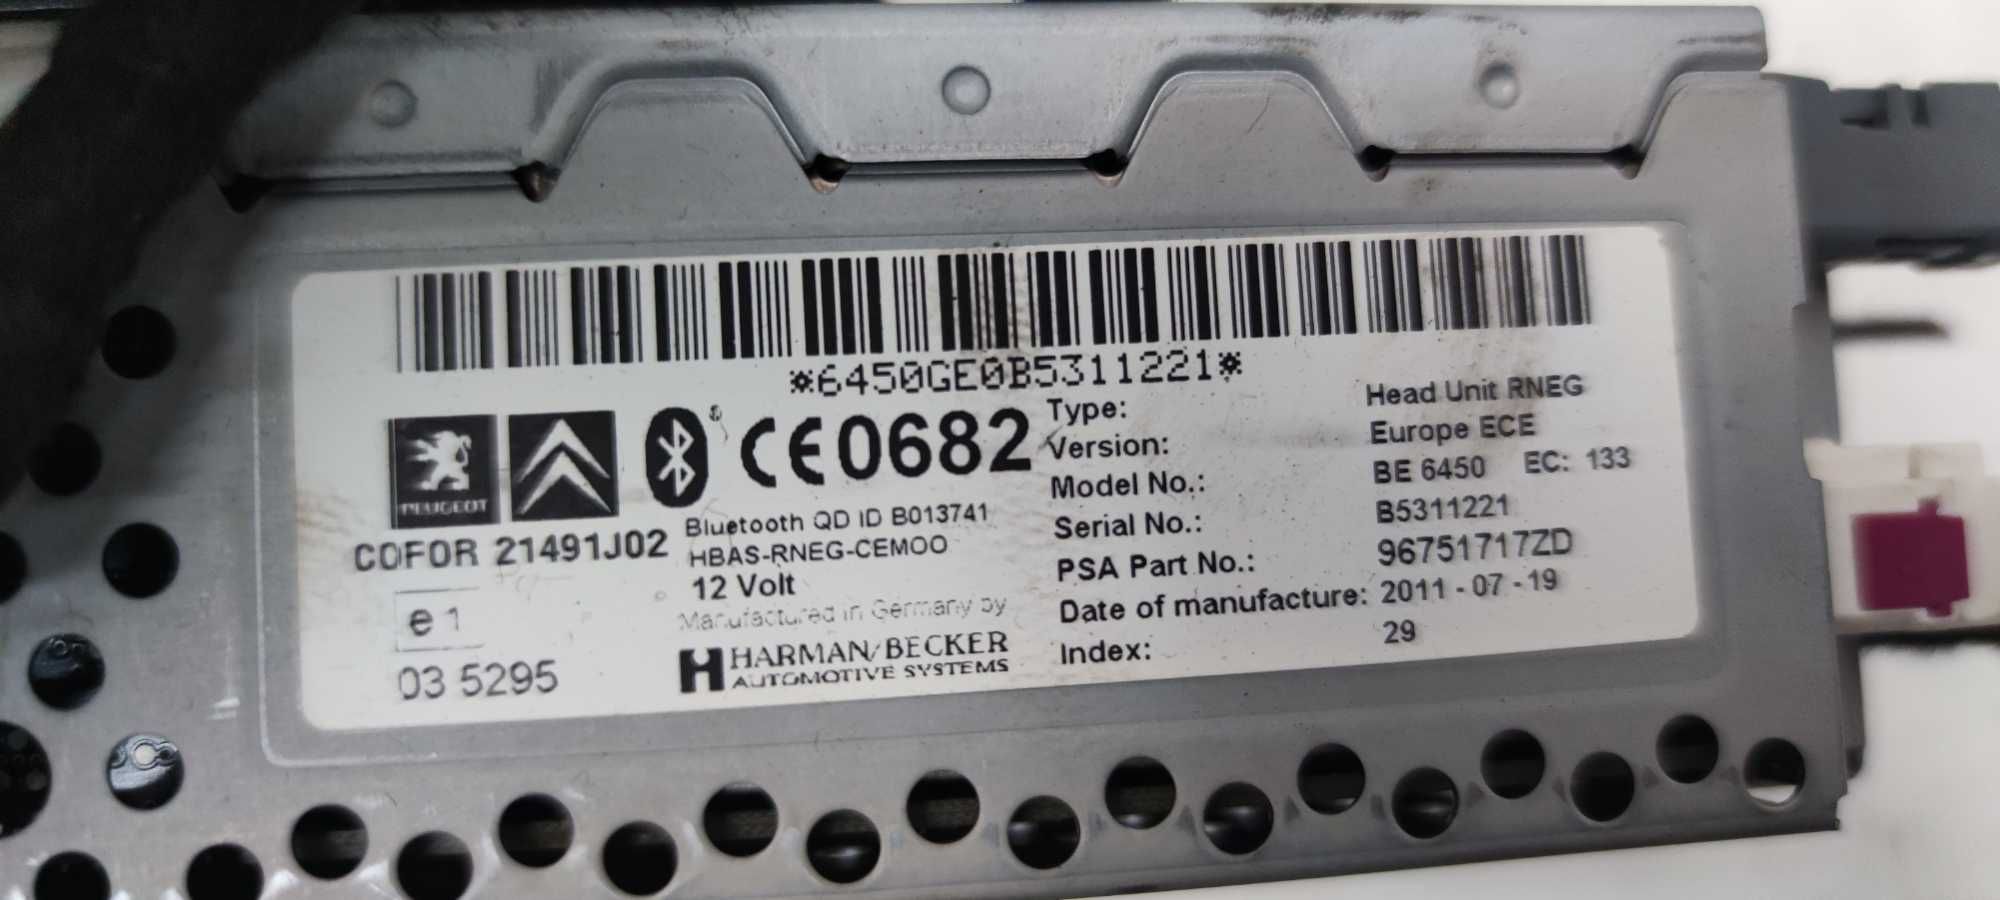 *6450GE0B5311221*
PEUGEOT
CE0682
COFOR 21491J02
Bluetooth QD ID B013741
HBAS-RNEG-CEMOO
12 Volt
Manufactured in Germany by
HARMAN/BECKER
AUTOMOTIVE SYSTEMS
e1
03 5295
Type: Head Unit RNEG
Version: Europe ECE
Model No.: BE 6450 EC: 133
Serial No.: B5311221
PSA Part No.: 96751717ZD
Date of manufacture: 2011-07-19
Index: 29